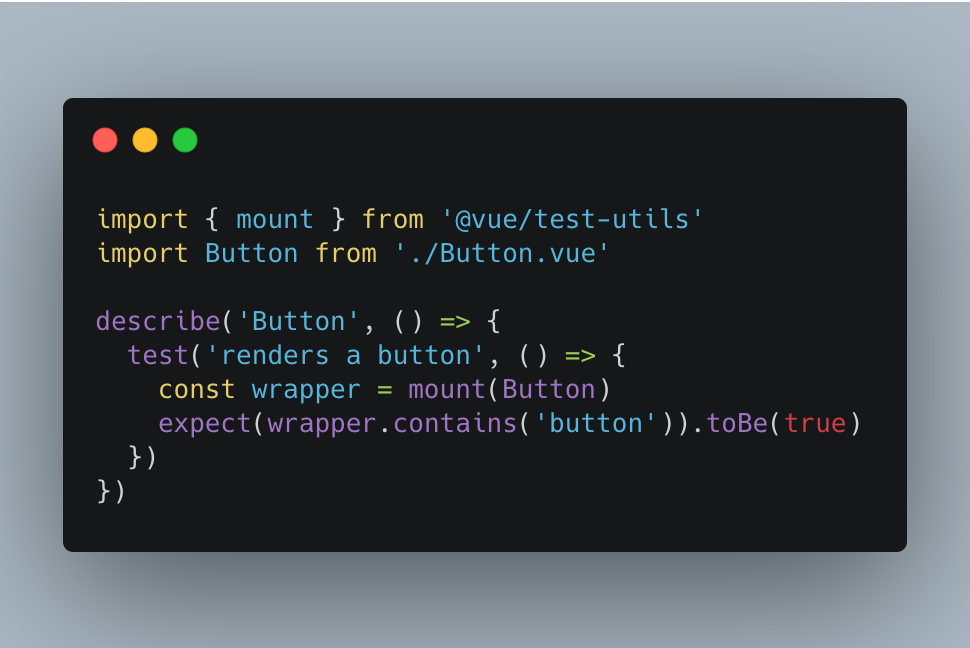 import { mount } from '@vue/test-utils'
import Button from './Button.vue'

describe('Button', () => {
  test('renders a button', () => {
    const wrapper = mount(Button)
    expect(wrapper.contains('button')).toBe(true)
  })
})